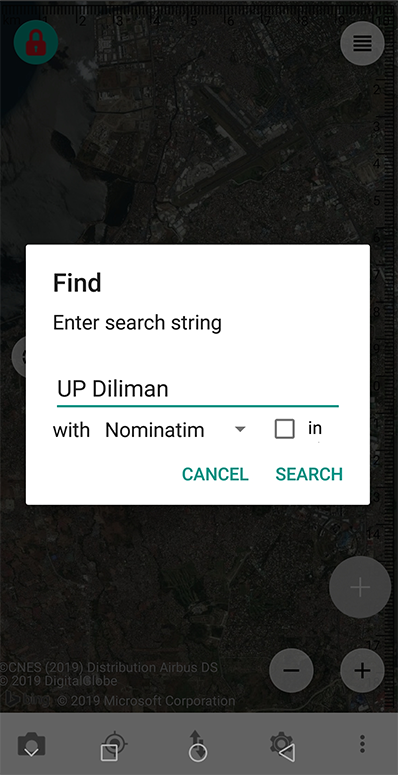 Find
Enter search string
UP Diliman
with Nominatim in
CANCEL SEARCH
©CNES (2019) Distribution Airbus DS
© 2019 DigitalGlobe
© 2019 Microsoft Corporation